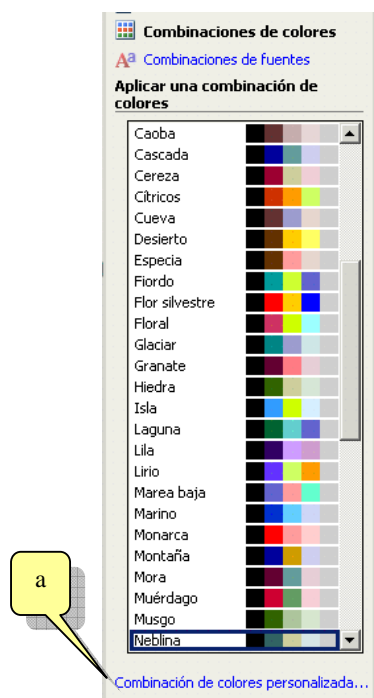 Combinaciones de colores
Aa Combinaciones de fuentes
Aplicar una combinación de
colores
Caoba
Cascada
Cereza
Cítricos
Cueva
Desierto
Especia
Fiordo
Flor silvestre
Floral
Glaciar
Granate
Hiedra
Isla
Laguna
Lila
Lirio
Marea baja
Marino
Monarca
Montaña
Mora
Muérdago
Musgo
Neblina
a
Combinación de colores personalizada...